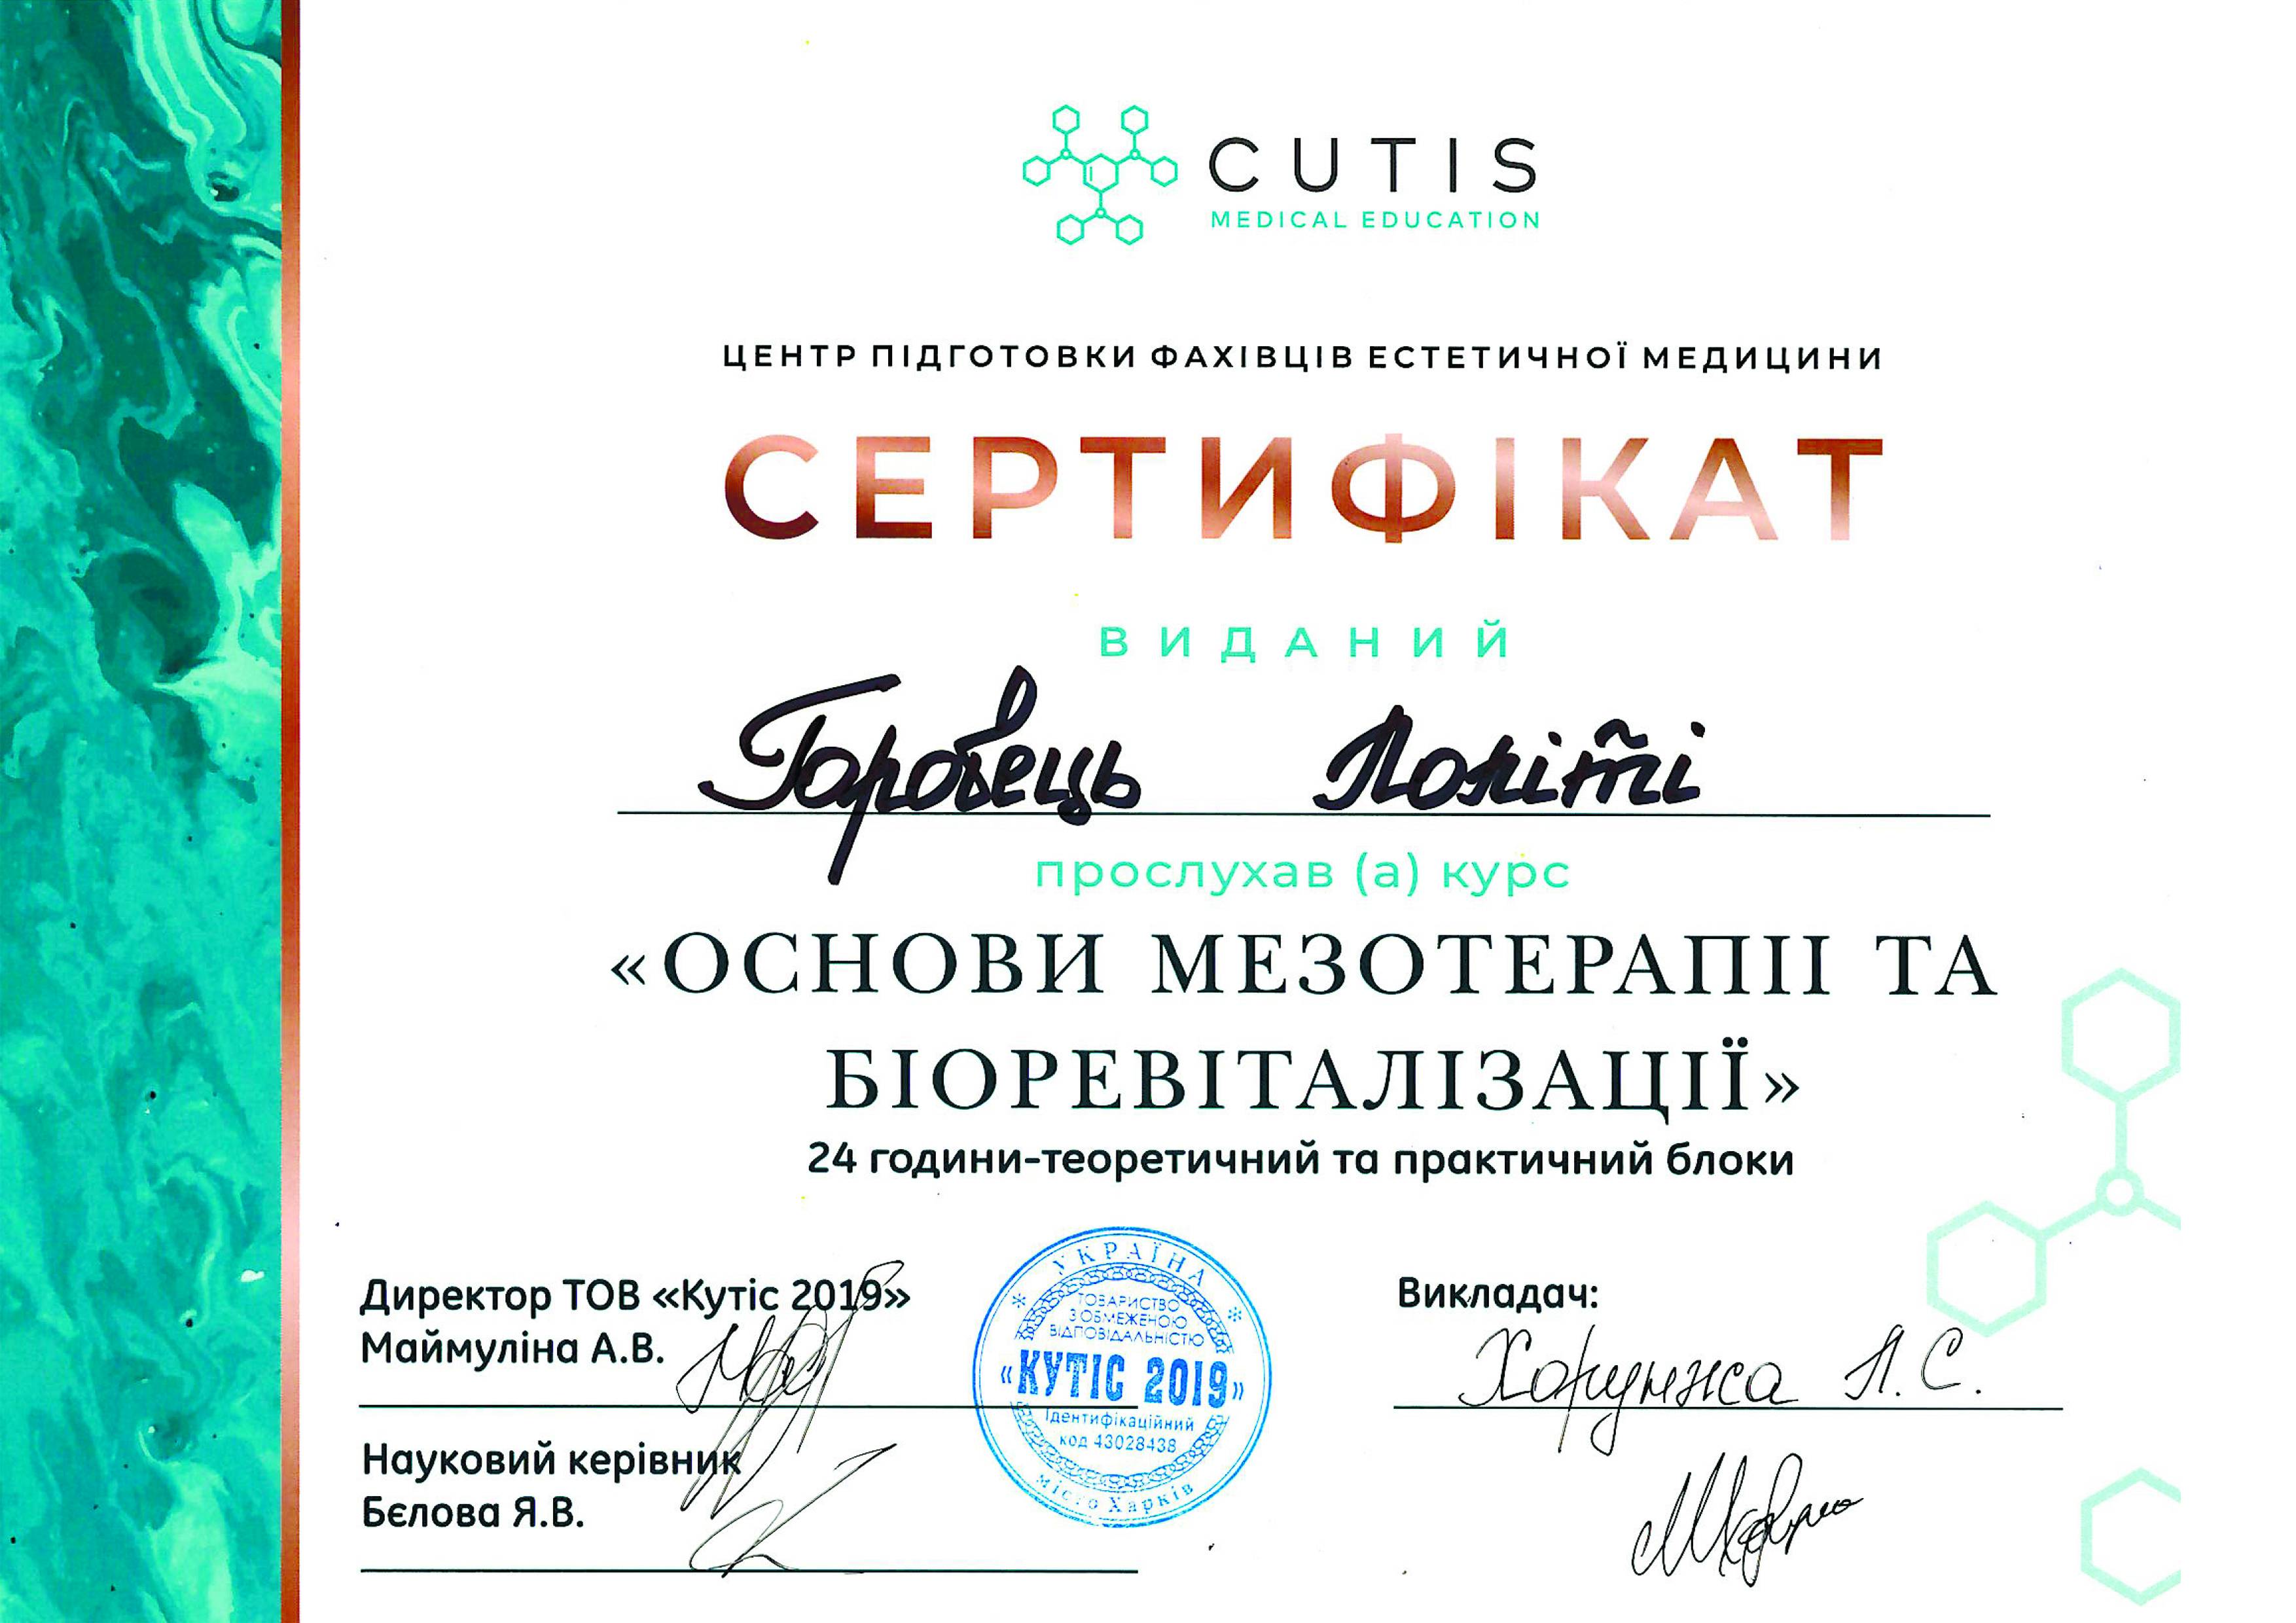 CUTIS
MEDICAL EDUCATION
ЦЕНТР ПІДГОТОВКИ ФАХІВЦІВ ЕСТЕТИЧНОЇ МЕДИЦИНИ
СЕРТИФІКАТ
ВИДАНИЙ
Горобець Лоліті
прослухав (а) курс
«ОСНОВИ МЕЗОТЕРАПІІ ТА
БІОРЕВІТАЛІЗАЦІЇ»
24 години-теоретичний та практичний блоки
Директор ТОВ «Кутіс 2019»
Маймуліна А.В.
Науковий керівник
Бєлова Я.В.
УКРАЇНА
ТОВАРИСТВО
З ОБМЕЖЕНОЮ
ВІДПОВІДАЛЬНІСТЮ
«КУТІС 2019»
Ідентифікаційний
код 43028438
місто Харків
Викладач:
Хорунжа Л.С.